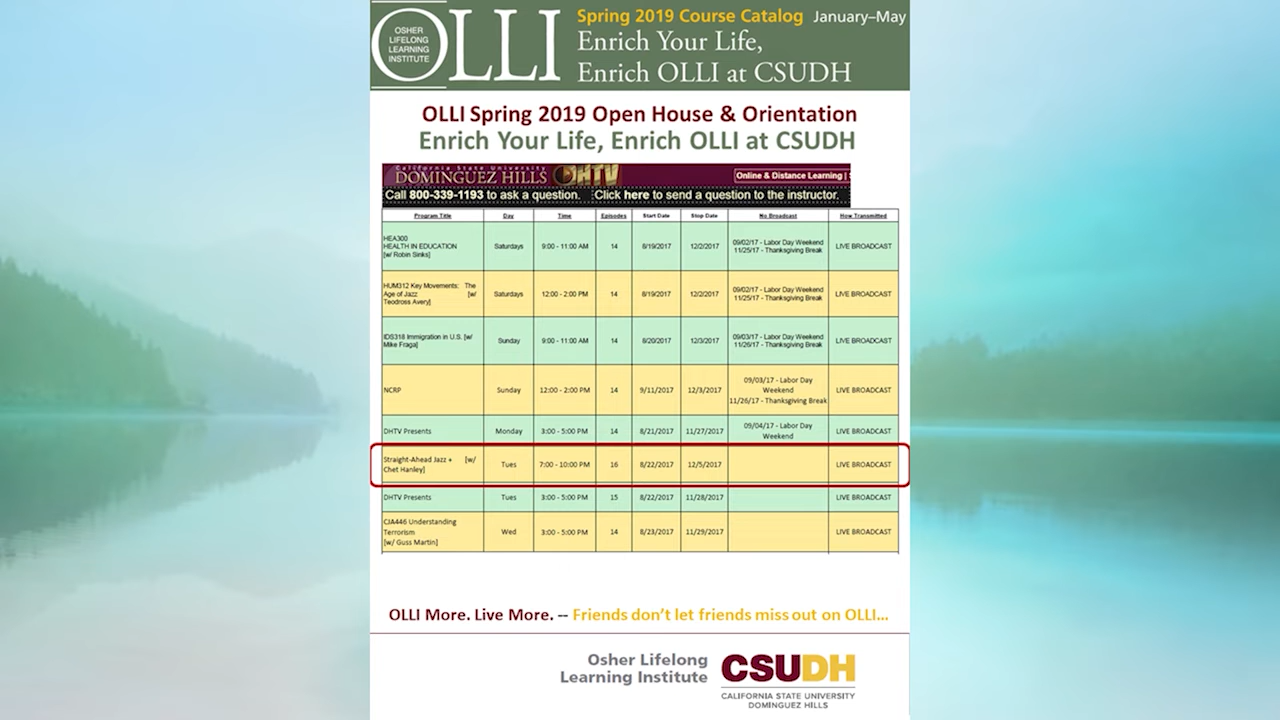 OLLI
OSHER
LIFELONG
LEARNING
INSTITUTE
Spring 2019 Course Catalog January–May
Enrich Your Life,
Enrich OLLI at CSUDH
OLLI Spring 2019 Open House & Orientation
Enrich Your Life, Enrich OLLI at CSUDH
California State University
DOMINGUEZ HILLS DHTV Online & Distance Learning |
Call 800-339-1193 to ask a question. Click here to send a question to the instructor.
Program Title Day Time Episodes Start Date Stop Date No Broadcast How Transmitted
HEA300
HEALTH IN EDUCATION
[w/ Robin Sinks]
Saturdays 9:00 - 11:00 AM 14 8/19/2017 12/2/2017
09/02/17 - Labor Day Weekend
11/25/17 - Thanksgiving Break
LIVE BROADCAST
HUM312 Key Movements: The
Age of Jazz [w/
Teodross Avery]
Saturdays 12:00 - 2:00 PM 14 8/19/2017 12/2/2017
09/02/17 - Labor Day Weekend
11/25/17 - Thanksgiving Break
LIVE BROADCAST
IDS318 Immigration in U.S. [w/
Mike Fraga]
Sunday 9:00 - 11:00 AM 14 8/20/2017 12/3/2017
09/03/17 - Labor Day Weekend
11/26/17 - Thanksgiving Break
LIVE BROADCAST
NCRP Sunday 12:00 - 2:00 PM 14 9/11/2017 12/3/2017
09/03/17 - Labor Day
Weekend
11/26/17 - Thanksgiving Break
LIVE BROADCAST
DHTV Presents Monday 3:00 - 5:00 PM 14 8/21/2017 11/27/2017
09/04/17 - Labor Day
Weekend
LIVE BROADCAST
Straight-Ahead Jazz + [w/
Chet Hanley]
Tues 7:00 - 10:00 PM 16 8/22/2017 12/5/2017 LIVE BROADCAST
DHTV Presents Tues 3:00 - 5:00 PM 15 8/22/2017 11/28/2017 LIVE BROADCAST
CJA446 Understanding
Terrorism
[w/ Guss Martin]
Wed 3:00 - 5:00 PM 14 8/23/2017 11/29/2017 LIVE BROADCAST
OLLI More. Live More. -- Friends don't let friends miss out on OLLI...
Osher Lifelong
Learning Institute
CSUDH
CALIFORNIA STATE UNIVERSITY
DOMINGUEZ HILLS